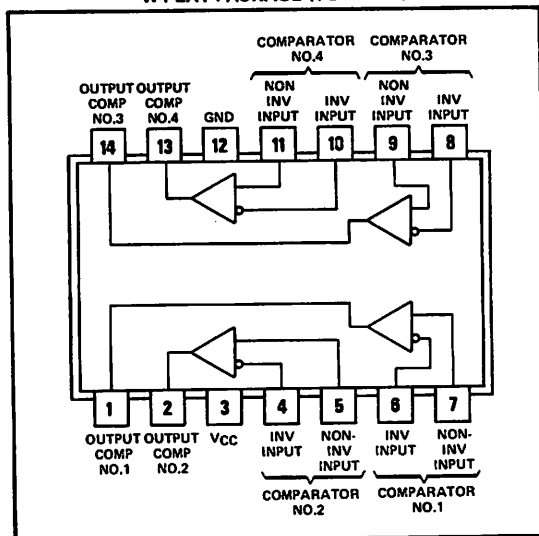 COMPARATOR NO.4
COMPARATOR NO.3
OUTPUT COMP NO.3
OUTPUT COMP NO.4
GND
NON INV INPUT
INV INPUT
NON INV INPUT
INV INPUT
14 13 12 11 10 9 8
1 2 3 4 5 6 7
OUTPUT COMP NO.1
OUTPUT COMP NO.2
VCC
INV INPUT
NON-INV INPUT
INV INPUT
NON-INV INPUT
COMPARATOR NO.2
COMPARATOR NO.1